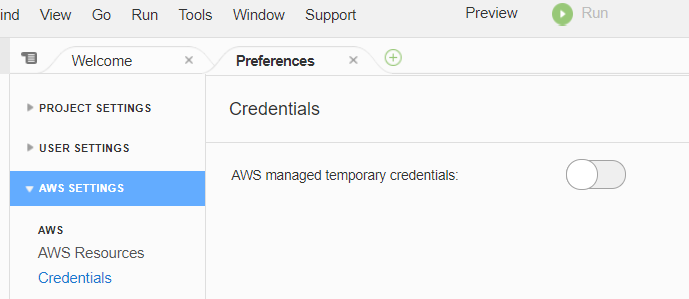 ind View Go Run Tools Window Support Preview Run
Welcome Preferences
PROJECT SETTINGS
Credentials
USER SETTINGS
AWS managed temporary credentials:
AWS SETTINGS
AWS
AWS Resources
Credentials